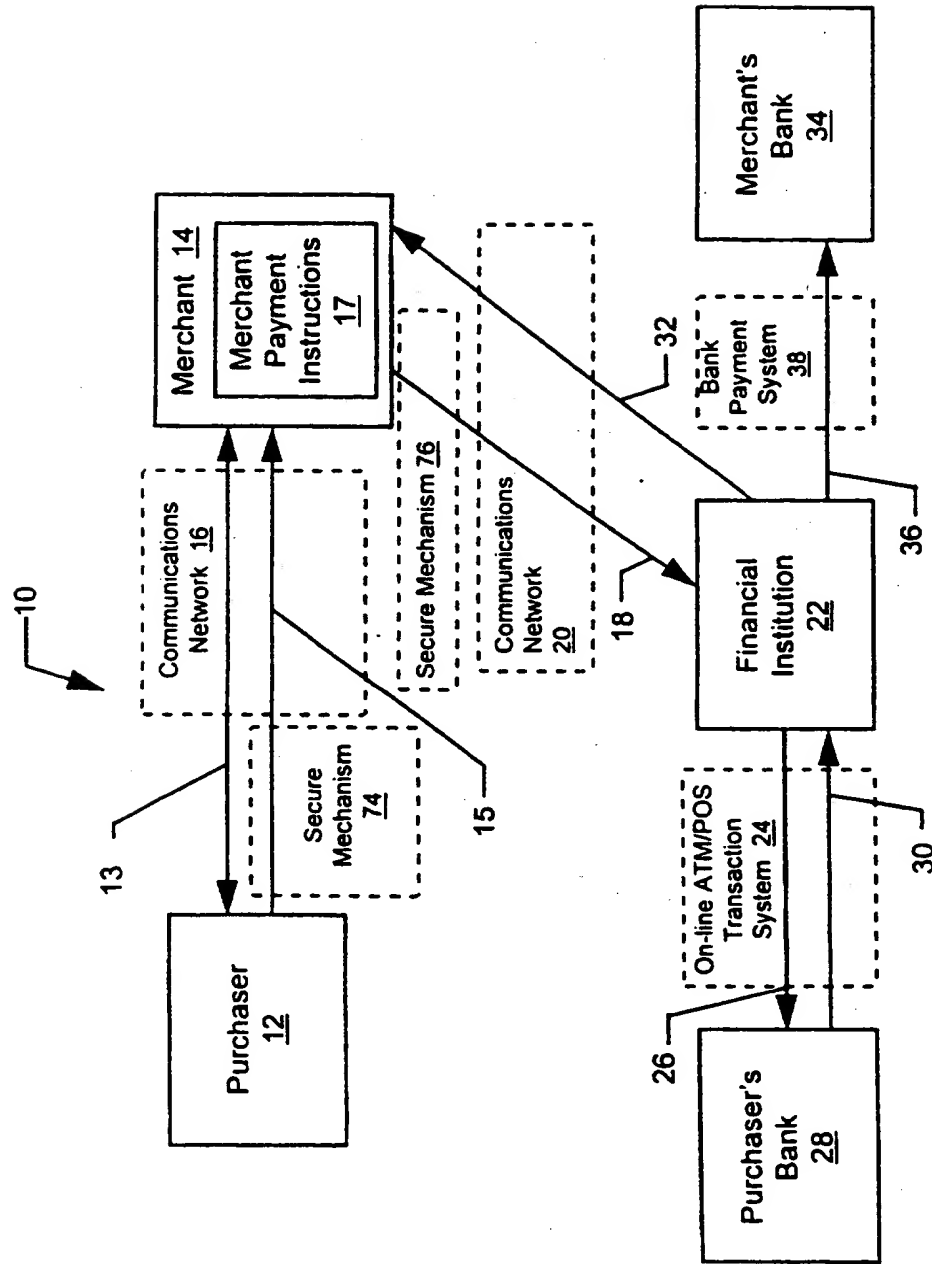 10
Purchaser
12
13
Secure
Mechanism
74
15
Communications
Network 16
Merchant 14
Merchant
Payment
Instructions
17
Secure Mechanism 76
Communications
Network
20
18
32
Purchaser's
Bank
28
26
On-line ATM/POS
Transaction
System 24
30
Financial
Institution
22
36
Bank
Payment
System
38
Merchant's
Bank
34